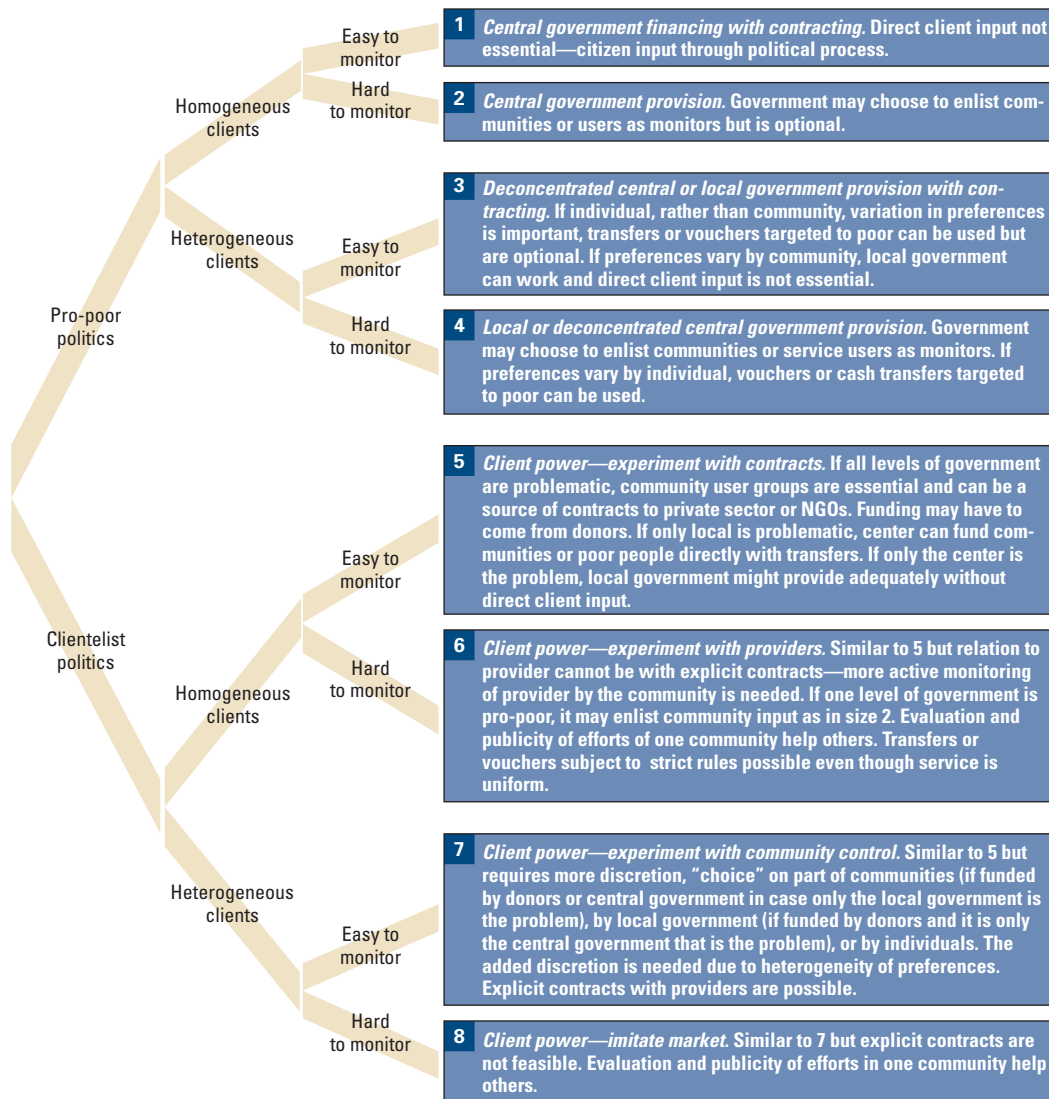 Pro-poor
politics
Clientelist
politics
Homogeneous
clients
Heterogeneous
clients
Homogeneous
clients
Heterogeneous
clients
Easy to
monitor
1 Central government financing with contracting. Direct client input not
essential—citizen input through political process.
Hard
to monitor
2 Central government provision. Government may choose to enlist com-
munities or users as monitors but is optional.
Easy to
monitor
3 Deconcentrated central or local government provision with con-
tracting. If individual, rather than community, variation in preferences
is important, transfers or vouchers targeted to poor can be used but
are optional. If preferences vary by community, local government
can work and direct client input is not essential.
Hard
to monitor
4 Local or deconcentrated central government provision. Government
may choose to enlist communities or service users as monitors. If
preferences vary by individual, vouchers or cash transfers targeted
to poor can be used.
Easy to
monitor
5 Client power—experiment with contracts. If all levels of government
are problematic, community user groups are essential and can be a
source of contracts to private sector or NGOs. Funding may have to
come from donors. If only local is problematic, center can fund com-
munities or poor people directly with transfers. If only the center is
the problem, local government might provide adequately without
direct client input.
Hard
to monitor
6 Client power—experiment with providers. Similar to 5 but relation to
provider cannot be with explicit contracts—more active monitoring
of provider by the community is needed. If one level of government is
pro-poor, it may enlist community input as in size 2. Evaluation and
publicity of efforts of one community help others. Transfers or
vouchers subject to strict rules possible even though service is
uniform.
Easy to
monitor
7 Client power—experiment with community control. Similar to 5 but
requires more discretion, “choice” on part of communities (if funded
by donors or central government in case only the local government is
the problem), by local government (if funded by donors and it is only
the central government that is the problem), or by individuals. The
added discretion is needed due to heterogeneity of preferences.
Explicit contracts with providers are possible.
Hard
to monitor
8 Client power—imitate market. Similar to 7 but explicit contracts are
not feasible. Evaluation and publicity of efforts in one community help
others.